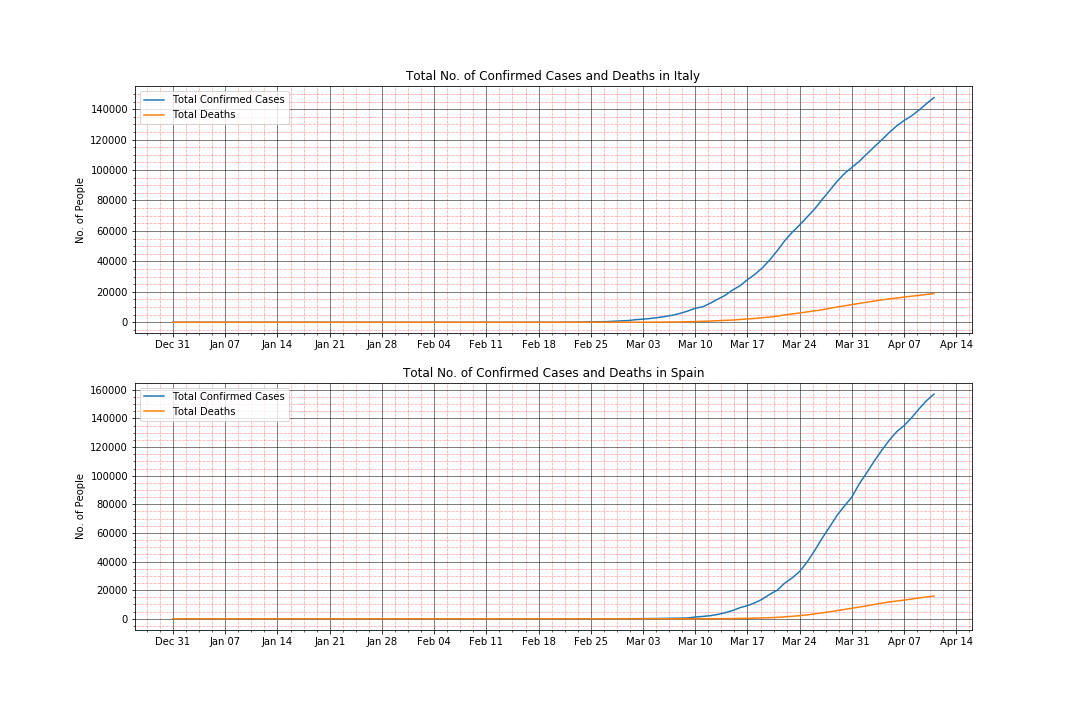 Total No. of Confirmed Cases and Deaths in Italy
Total Confirmed Cases
Total Deaths
No. of People
140000
120000
100000
80000
60000
40000
20000
0
Dec 31 Jan 07 Jan 14 Jan 21 Jan 28 Feb 04 Feb 11 Feb 18 Feb 25 Mar 03 Mar 10 Mar 17 Mar 24 Mar 31 Apr 07 Apr 14
Total No. of Confirmed Cases and Deaths in Spain
Total Confirmed Cases
Total Deaths
No. of People
160000
140000
120000
100000
80000
60000
40000
20000
0
Dec 31 Jan 07 Jan 14 Jan 21 Jan 28 Feb 04 Feb 11 Feb 18 Feb 25 Mar 03 Mar 10 Mar 17 Mar 24 Mar 31 Apr 07 Apr 14